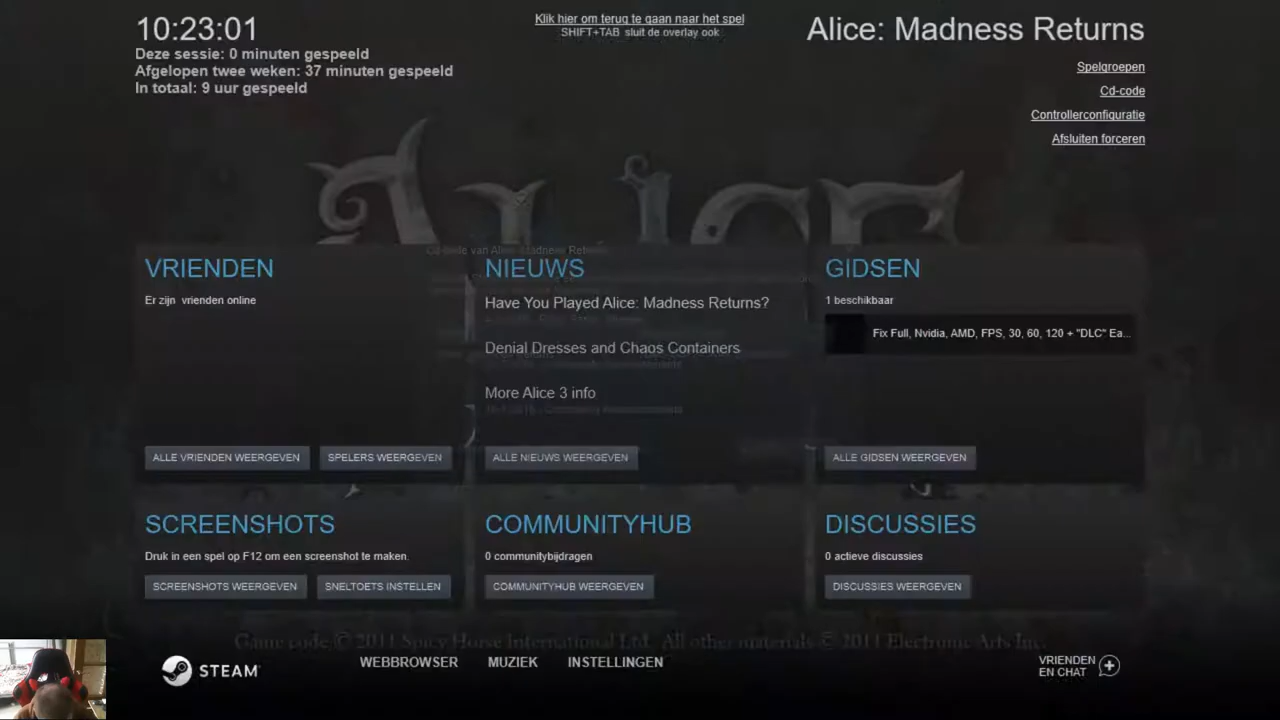 10:23:01
Deze sessie: 0 minuten gespeeld
Afgelopen twee weken: 37 minuten gespeeld
In totaal: 9 uur gespeeld
Klik hier om terug te gaan naar het spel
SHIFT+TAB sluit de overlay ook
Alice: Madness Returns
Spelgroepen
Cd-code
Controllerconfiguratie
Afsluiten forceren
ALICE
VRIENDEN
Er zijn vrienden online
ALLE VRIENDEN WEERGEVEN
SPELERS WEERGEVEN
Cd-code van Alice: Madness Returns
NIEUWS
Have You Played Alice: Madness Returns?
Denial Dresses and Chaos Containers
More Alice 3 info
ALLE NIEUWS WEERGEVEN
GIDSEN
1 beschikbaar
Fix Full, Nvidia, AMD, FPS, 30, 60, 120 + "DLC" Ea...
ALLE GIDSEN WEERGEVEN
SCREENSHOTS
Druk in een spel op F12 om een screenshot te maken.
SCREENSHOTS WEERGEVEN
SNELTOETS INSTELLEN
COMMUNITYHUB
0 communitybijdragen
COMMUNITYHUB WEERGEVEN
DISCUSSIES
0 actieve discussies
DISCUSSIES WEERGEVEN
Game code © 2011 Spicy Horse International Ltd. All other materials © 2011 Electronic Arts Inc.
STEAM
WEBBROWSER
MUZIEK
INSTELLINGEN
VRIENDEN
EN CHAT